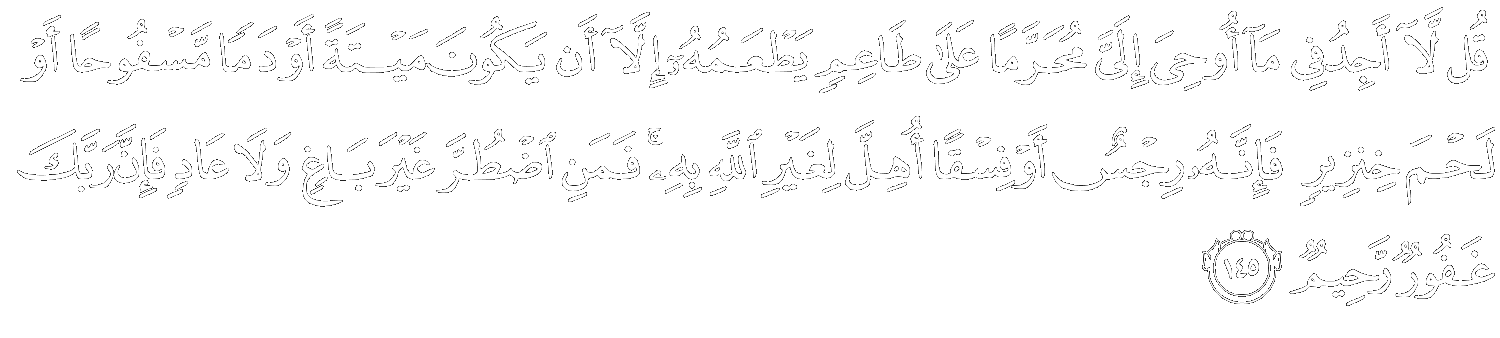 قُل لَّآ أَجِدُ فِى مَآ أُوحِىَ إِلَىَّ مُحَرَّمًا عَلَىٰ طَاعِمٍ يَطْعَمُهُۥٓ إِلَّآ أَن يَكُونَ مَيْتَةً أَوْ دَمًا مَّسْفُوحًا أَوْ
لَحْمَ خِنزِيرٍ فَإِنَّهُۥ رِجْسٌ أَوْ فِسْقًا أُهِلَّ لِغَيْرِ ٱللَّهِ بِهِۦ ۚ فَمَنِ ٱضْطُرَّ غَيْرَ بَاغٍ وَلَا عَادٍ فَإِنَّ رَبَّكَ
غَفُورٌ رَّحِيمٌ ١٤٥